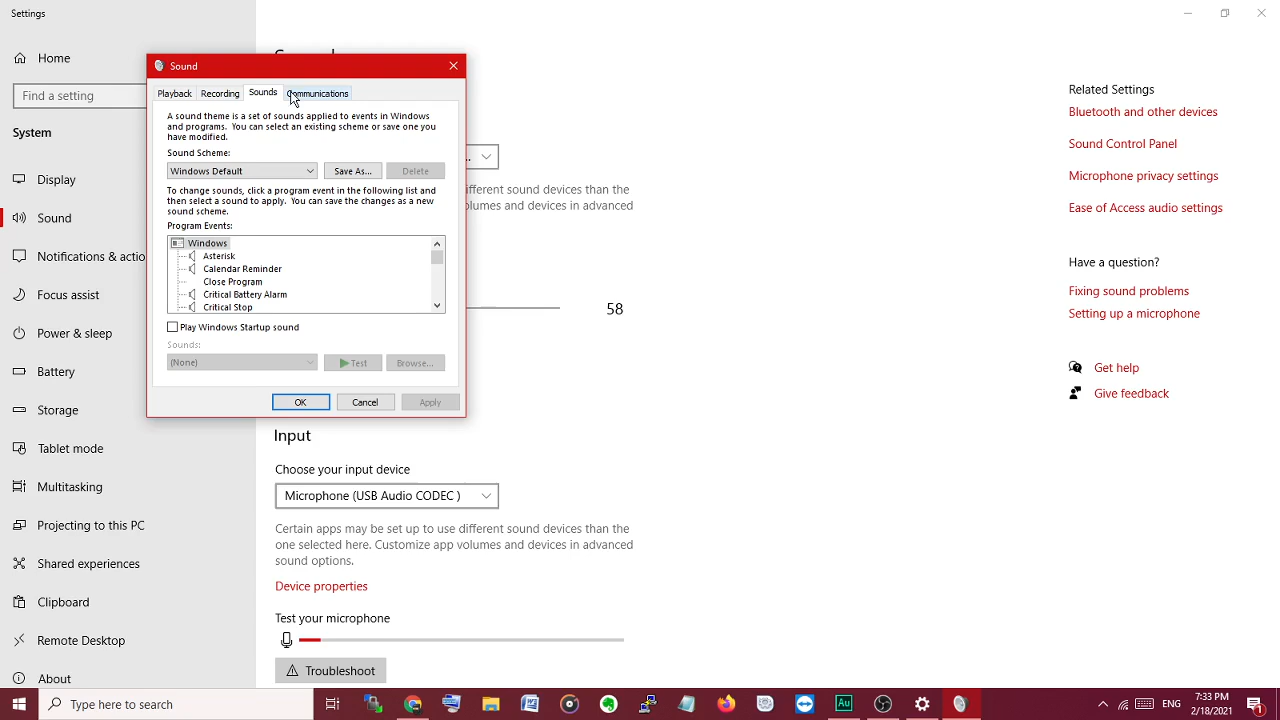 Settings
Home
Find a setting
System
Display
Sound
Notifications & actio
Focus assist
Power & sleep
Battery
Storage
Tablet mode
Multitasking
Projecting to this PC
Shared experiences
Clipboard
Remote Desktop
About
Sound
Playback Recording Sounds Communications
A sound theme is a set of sounds applied to events in Windows
and programs. You can select an existing scheme or save one you
have modified.
Sound Scheme:
Windows Default Save As... Delete
To change sounds, click a program event in the following list and
then select a sound to apply. You can save the changes as a new
sound scheme.
Program Events:
Windows
Asterisk
Calendar Reminder
Close Program
Critical Battery Alarm
Critical Stop
Play Windows Startup sound
Sounds:
(None) Test Browse...
OK Cancel Apply
...
ifferent sound devices than the
olumes and devices in advanced
58
Input
Choose your input device
Microphone (USB Audio CODEC )
Certain apps may be set up to use different sound devices than the
one selected here. Customize app volumes and devices in advanced
sound options.
Device properties
Test your microphone
Troubleshoot
Related Settings
Bluetooth and other devices
Sound Control Panel
Microphone privacy settings
Ease of Access audio settings
Have a question?
Fixing sound problems
Setting up a microphone
Get help
Give feedback
Type here to search
Au
ENG
7:33 PM
2/18/2021
1